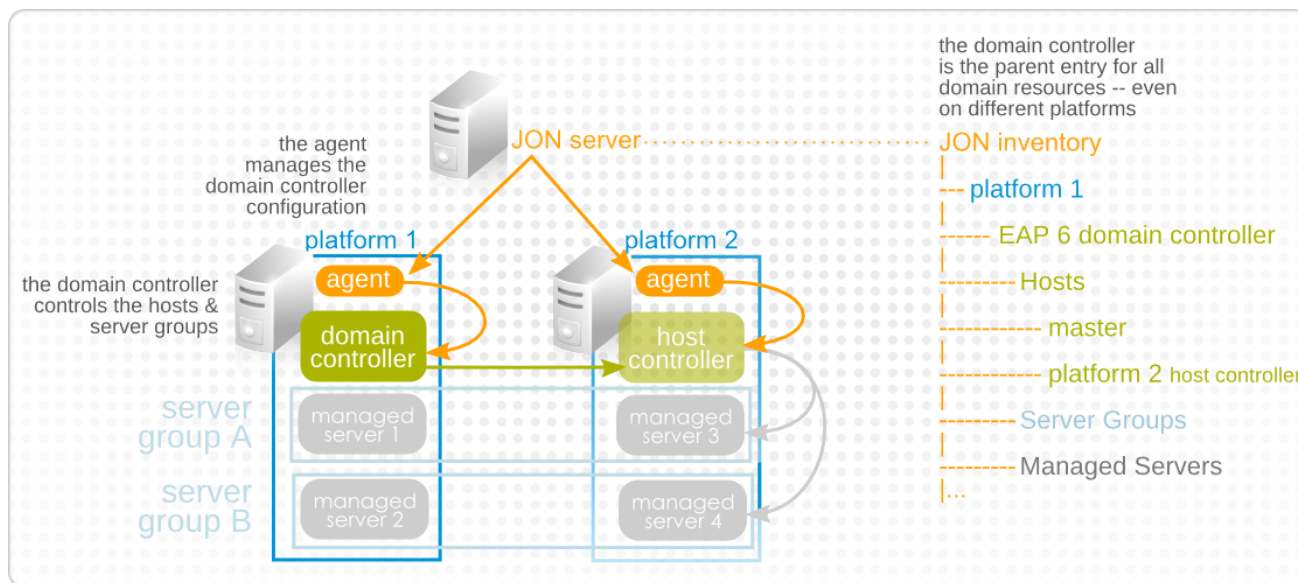 the domain controller
is the parent entry for all
domain resources -- even
on different platforms
the agent
manages the
domain controller
configuration
JON server
JON inventory
platform 1
EAP 6 domain controller
Hosts
master
platform 2 host controller
Server Groups
Managed Servers
...
the domain controller
controls the hosts &
server groups
platform 1
agent
domain
controller
platform 2
agent
host
controller
server
group A
managed
server 1
managed
server 3
server
group B
managed
server 2
managed
server 4